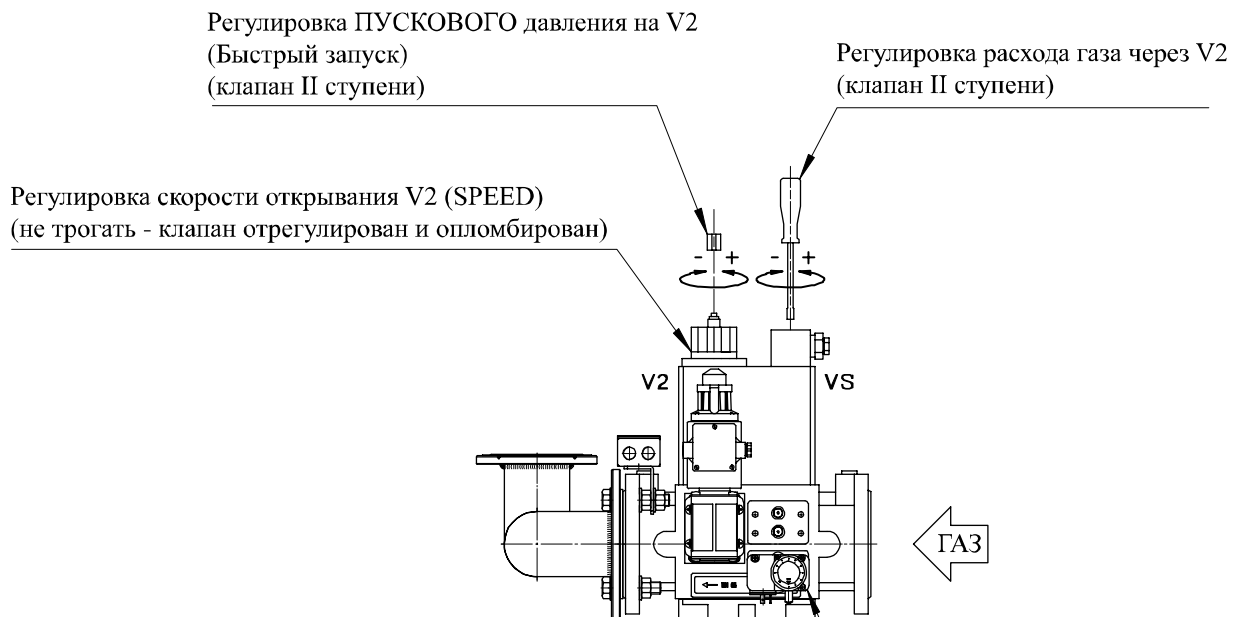 Регулировка ПУСКОВОГО давления на V2
(Быстрый запуск)
(клапан II ступени)
Регулировка расхода газа через V2
(клапан II ступени)
Регулировка скорости открывания V2 (SPEED)
(не трогать - клапан отрегулирован и опломбирован)
- +
- +
V2
VS
ГАЗ